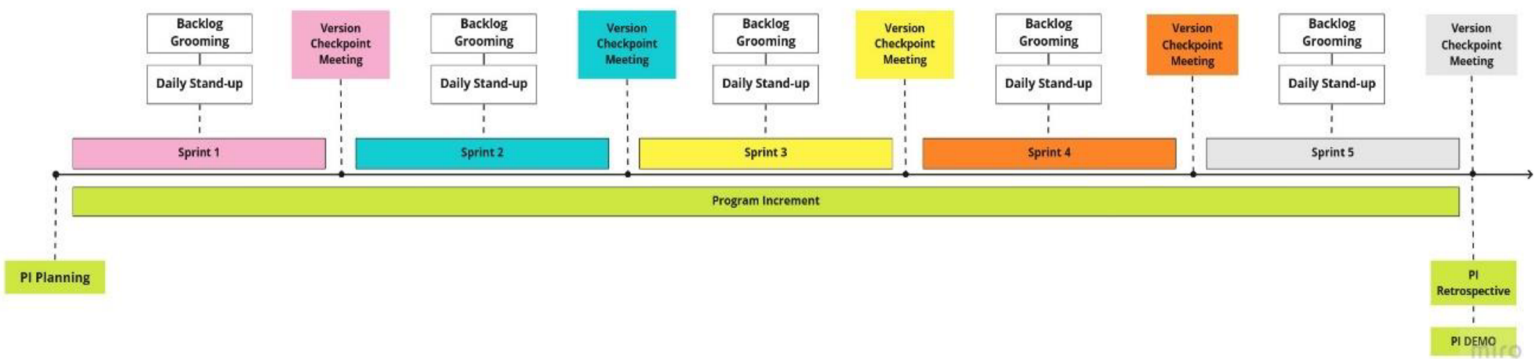 Backlog
Grooming
Daily Stand-up
Version
Checkpoint
Meeting
Backlog
Grooming
Daily Stand-up
Version
Checkpoint
Meeting
Backlog
Grooming
Daily Stand-up
Version
Checkpoint
Meeting
Backlog
Grooming
Daily Stand-up
Version
Checkpoint
Meeting
Backlog
Grooming
Daily Stand-up
Version
Checkpoint
Meeting
Sprint 1
Sprint 2
Sprint 3
Sprint 4
Sprint 5
Program Increment
PI Planning
PI
Retrospective
PI DEMO
miro